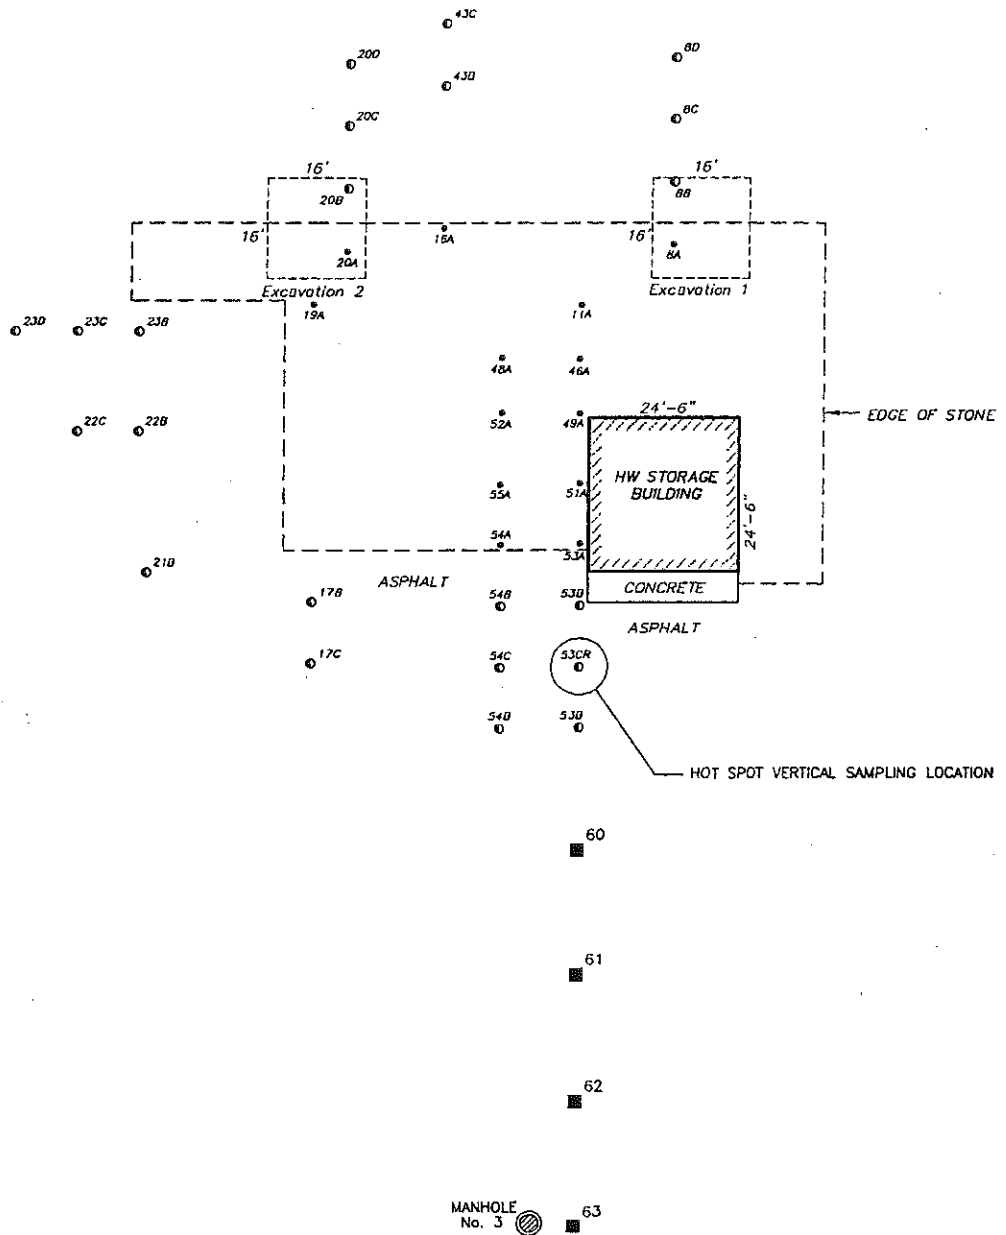 43C
20D
8D
43B
20C
8C
16'
16'
20B
8B
16'
16A
16'
8A
20A
Excavation 2
Excavation 1
19A
11A
23D
23C
23B
48A
46A
24'-6"
EDGE OF STONE
52A
49A
22C
22B
HW STORAGE
BUILDING
55A
51A
24'-6"
54A
53A
21B
ASPHALT
CONCRETE
17B
54B
53B
ASPHALT
17C
54C
53CR
54D
53D
HOT SPOT VERTICAL SAMPLING LOCATION
60
61
62
MANHOLE
No. 3
63